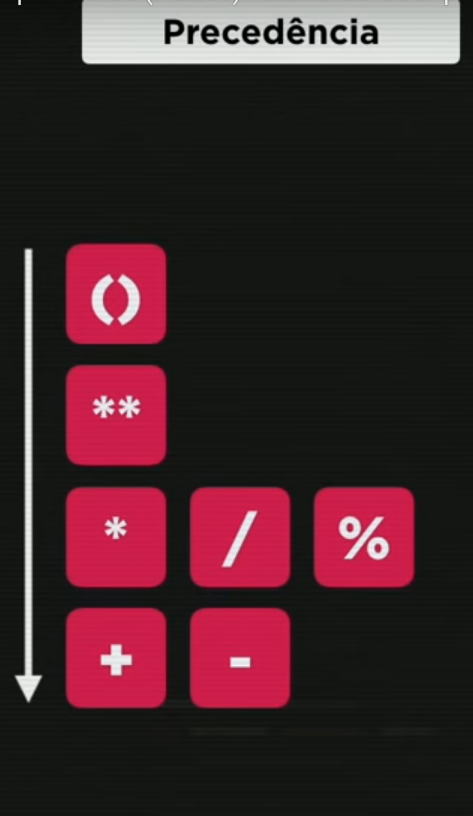 Precedência
()
**
* / %
+ -